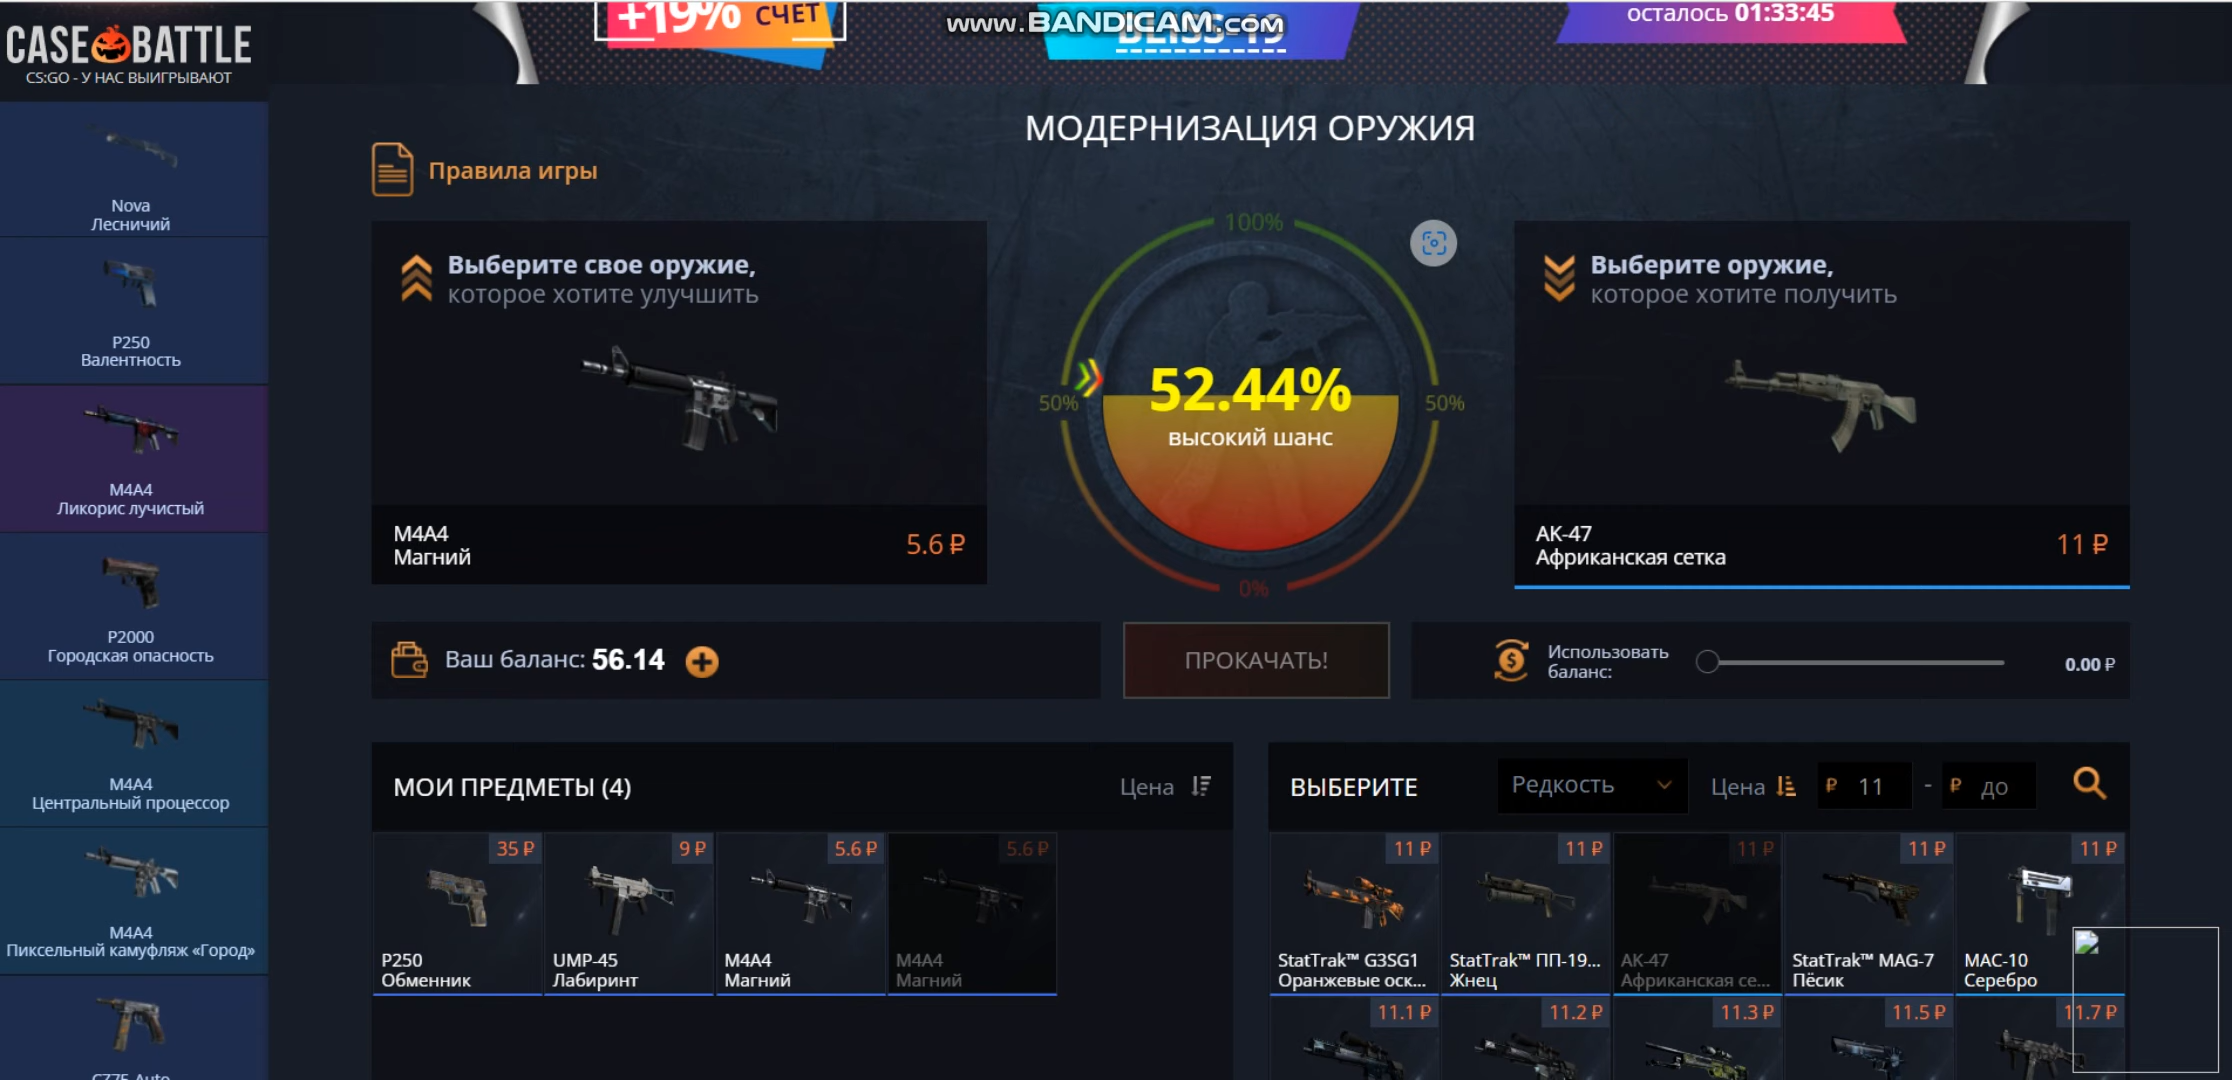 +19% СЧЕТ
www.BANDICAM.com
BLISS-19
осталось 01:33:45
CASE BATTLE
CS:GO - У НАС ВЫИГРЫВАЮТ
МОДЕРНИЗАЦИЯ ОРУЖИЯ
Правила игры
Nova
Лесничий
P250
Валентность
M4A4
Ликорис лучистый
P2000
Городская опасность
M4A4
Центральный процессор
M4A4
Пиксельный камуфляж «Город»
CZ75-Auto
Выберите свое оружие,
которое хотите улучшить
M4A4
Магний
5.6 ₽
100%
50%
52.44%
высокий шанс
50%
0%
Выберите оружие,
которое хотите получить
AK-47
Африканская сетка
11 ₽
Ваш баланс: 56.14
ПРОКАЧАТЬ!
Использовать
баланс:
0.00 ₽
МОИ ПРЕДМЕТЫ (4)
Цена
35 ₽
P250
Обменник
9 ₽
UMP-45
Лабиринт
5.6 ₽
M4A4
Магний
5.6 ₽
M4A4
Магний
ВЫБЕРИТЕ
Редкость
Цена
₽ 11 - ₽ до
11 ₽
StatTrak™ G3SG1
Оранжевые оск...
11 ₽
StatTrak™ ПП-19...
Жнец
11 ₽
AK-47
Африканская се...
11 ₽
StatTrak™ MAG-7
Пёсик
11 ₽
MAC-10
Серебро
11.1 ₽
11.2 ₽
11.3 ₽
11.5 ₽
11.7 ₽